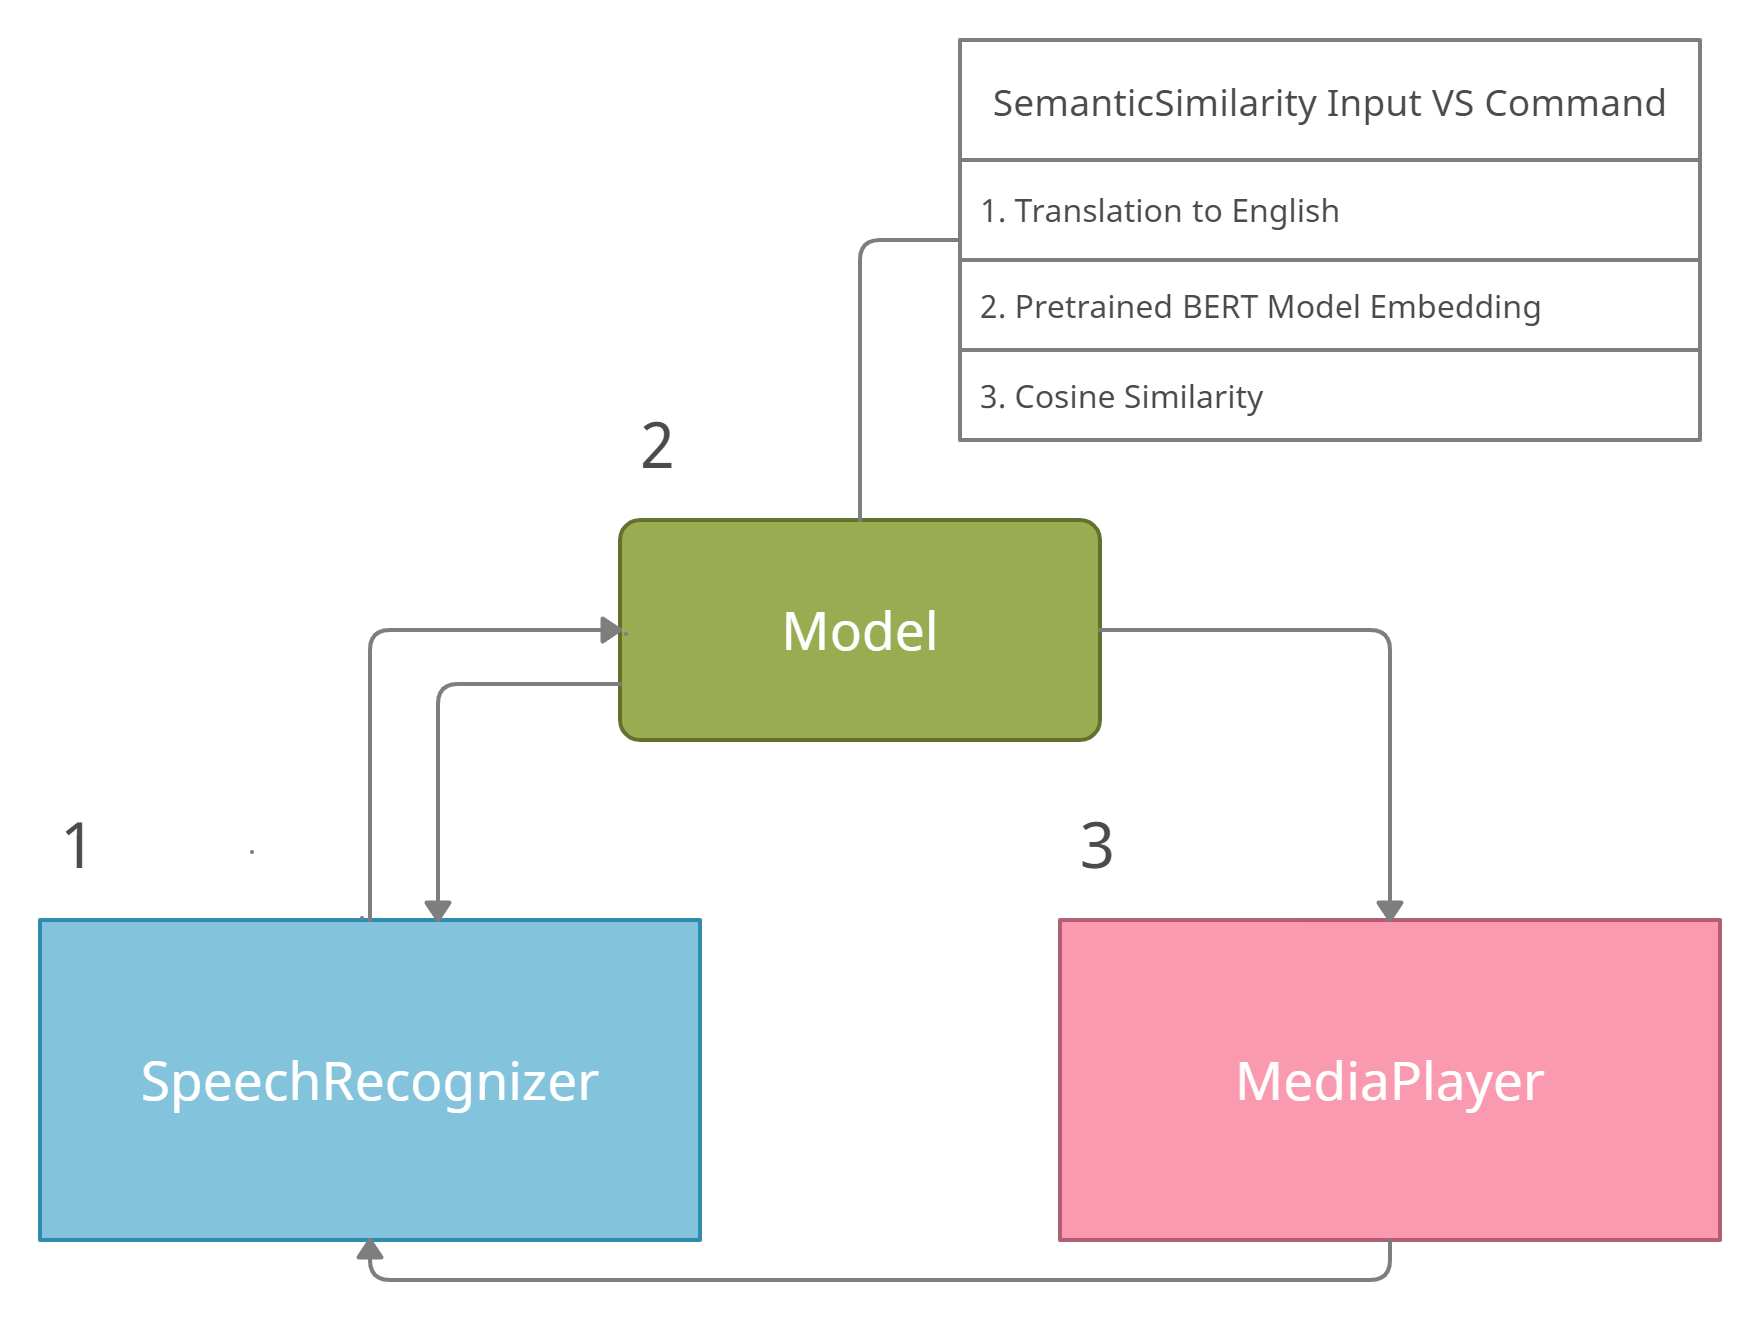 SemanticSimilarity Input VS Command
1. Translation to English
2. Pretrained BERT Model Embedding
3. Cosine Similarity
2
Model
1
3
SpeechRecognizer
MediaPlayer